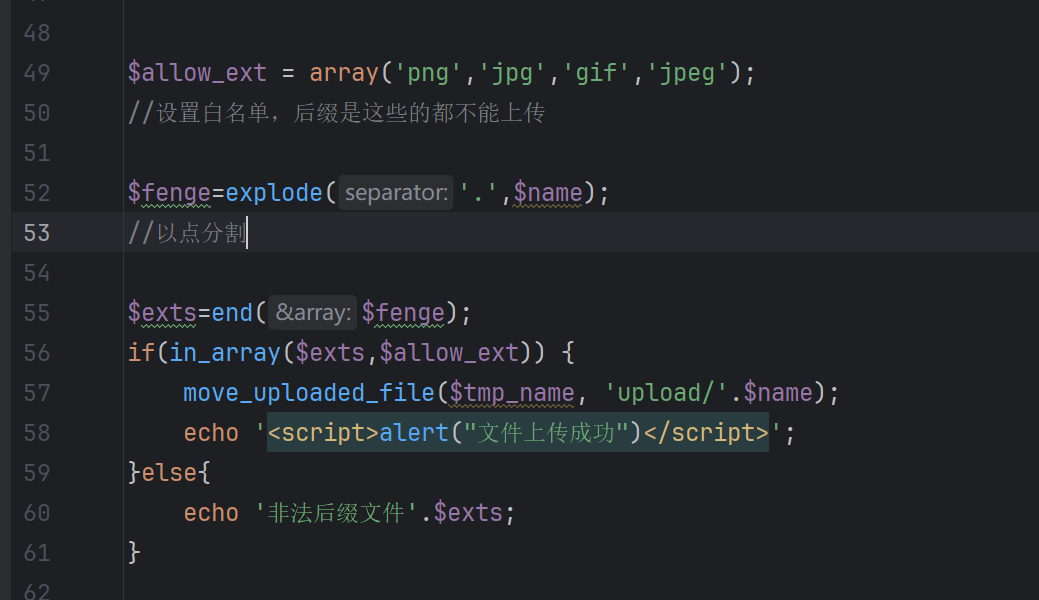 48
49 $allow_ext = array('png','jpg','gif','jpeg');
50 //设置白名单，后缀是这些的都不能上传
51
52 $fenge=explode( separator: '.',$name);
53 //以点分割
54
55 $exts=end( &array: $fenge);
56 if(in_array($exts,$allow_ext)) {
57 move_uploaded_file($tmp_name, 'upload/'.$name);
58 echo '<script>alert("文件上传成功")</script>';
59 }else{
60 echo '非法后缀文件'.$exts;
61 }
62